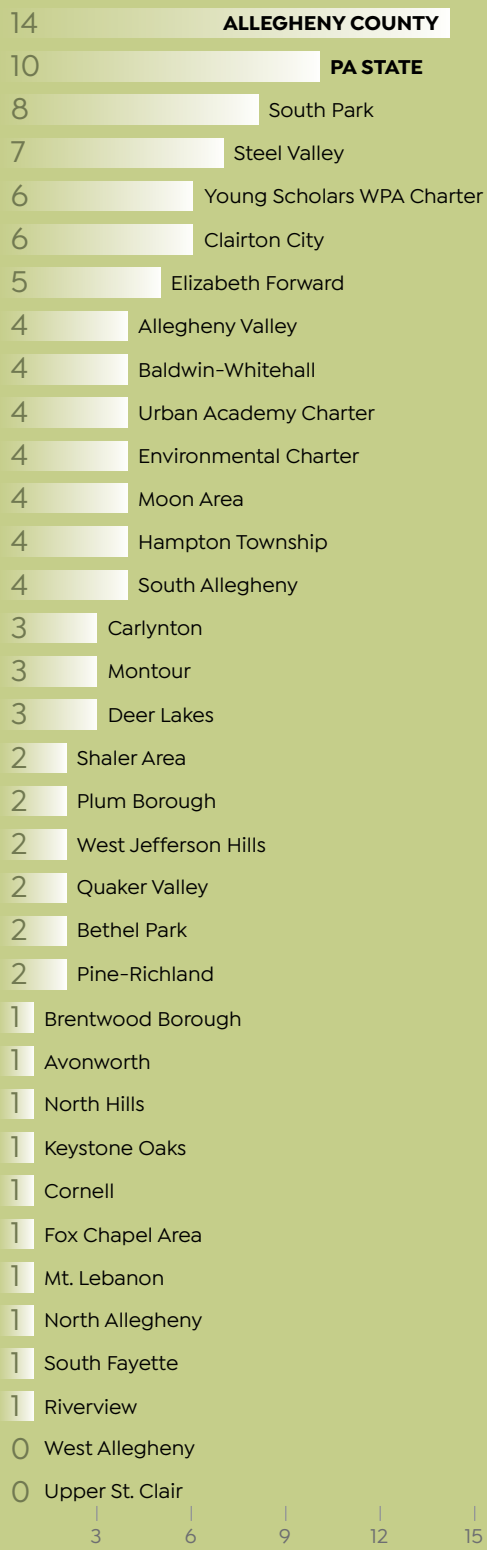 14 ALLEGHENY COUNTY
10 PA STATE
8 South Park
7 Steel Valley
6 Young Scholars WPA Charter
6 Clairton City
5 Elizabeth Forward
4 Allegheny Valley
4 Baldwin-Whitehall
4 Urban Academy Charter
4 Environmental Charter
4 Moon Area
4 Hampton Township
4 South Allegheny
3 Carlynton
3 Montour
3 Deer Lakes
2 Shaler Area
2 Plum Borough
2 West Jefferson Hills
2 Quaker Valley
2 Bethel Park
2 Pine-Richland
1 Brentwood Borough
1 Avonworth
1 North Hills
1 Keystone Oaks
1 Cornell
1 Fox Chapel Area
1 Mt. Lebanon
1 North Allegheny
1 South Fayette
1 Riverview
0 West Allegheny
0 Upper St. Clair
3 6 9 12 15